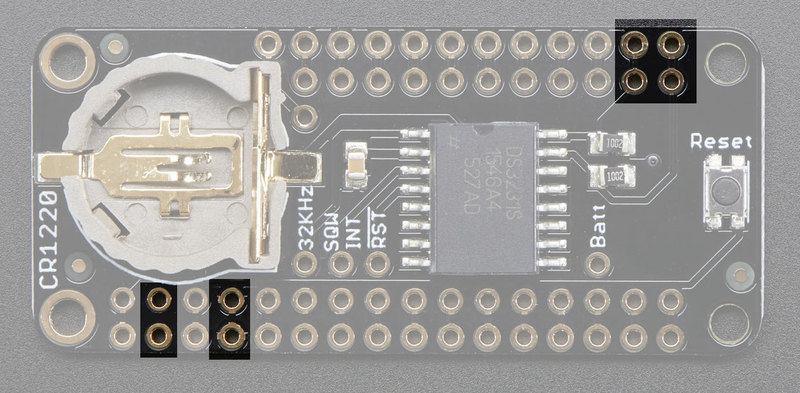 CR1220
32KHz
SQW
INT
RST
#
DS3231S
1546A4
527AD
1002
1002
Batt
Reset